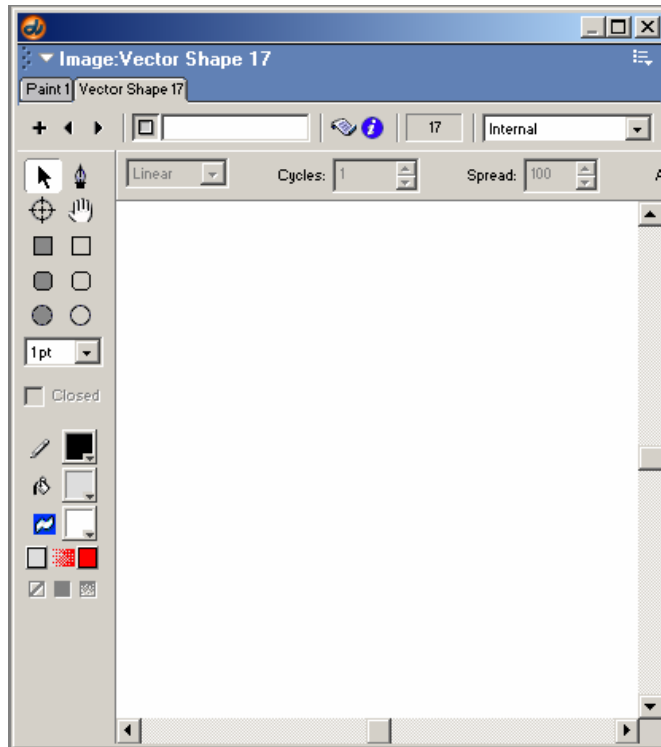 Image:Vector Shape 17
Paint 1 Vector Shape 17
17 Internal
Linear Cycles: 1 Spread: 100 A
1 pt
Closed